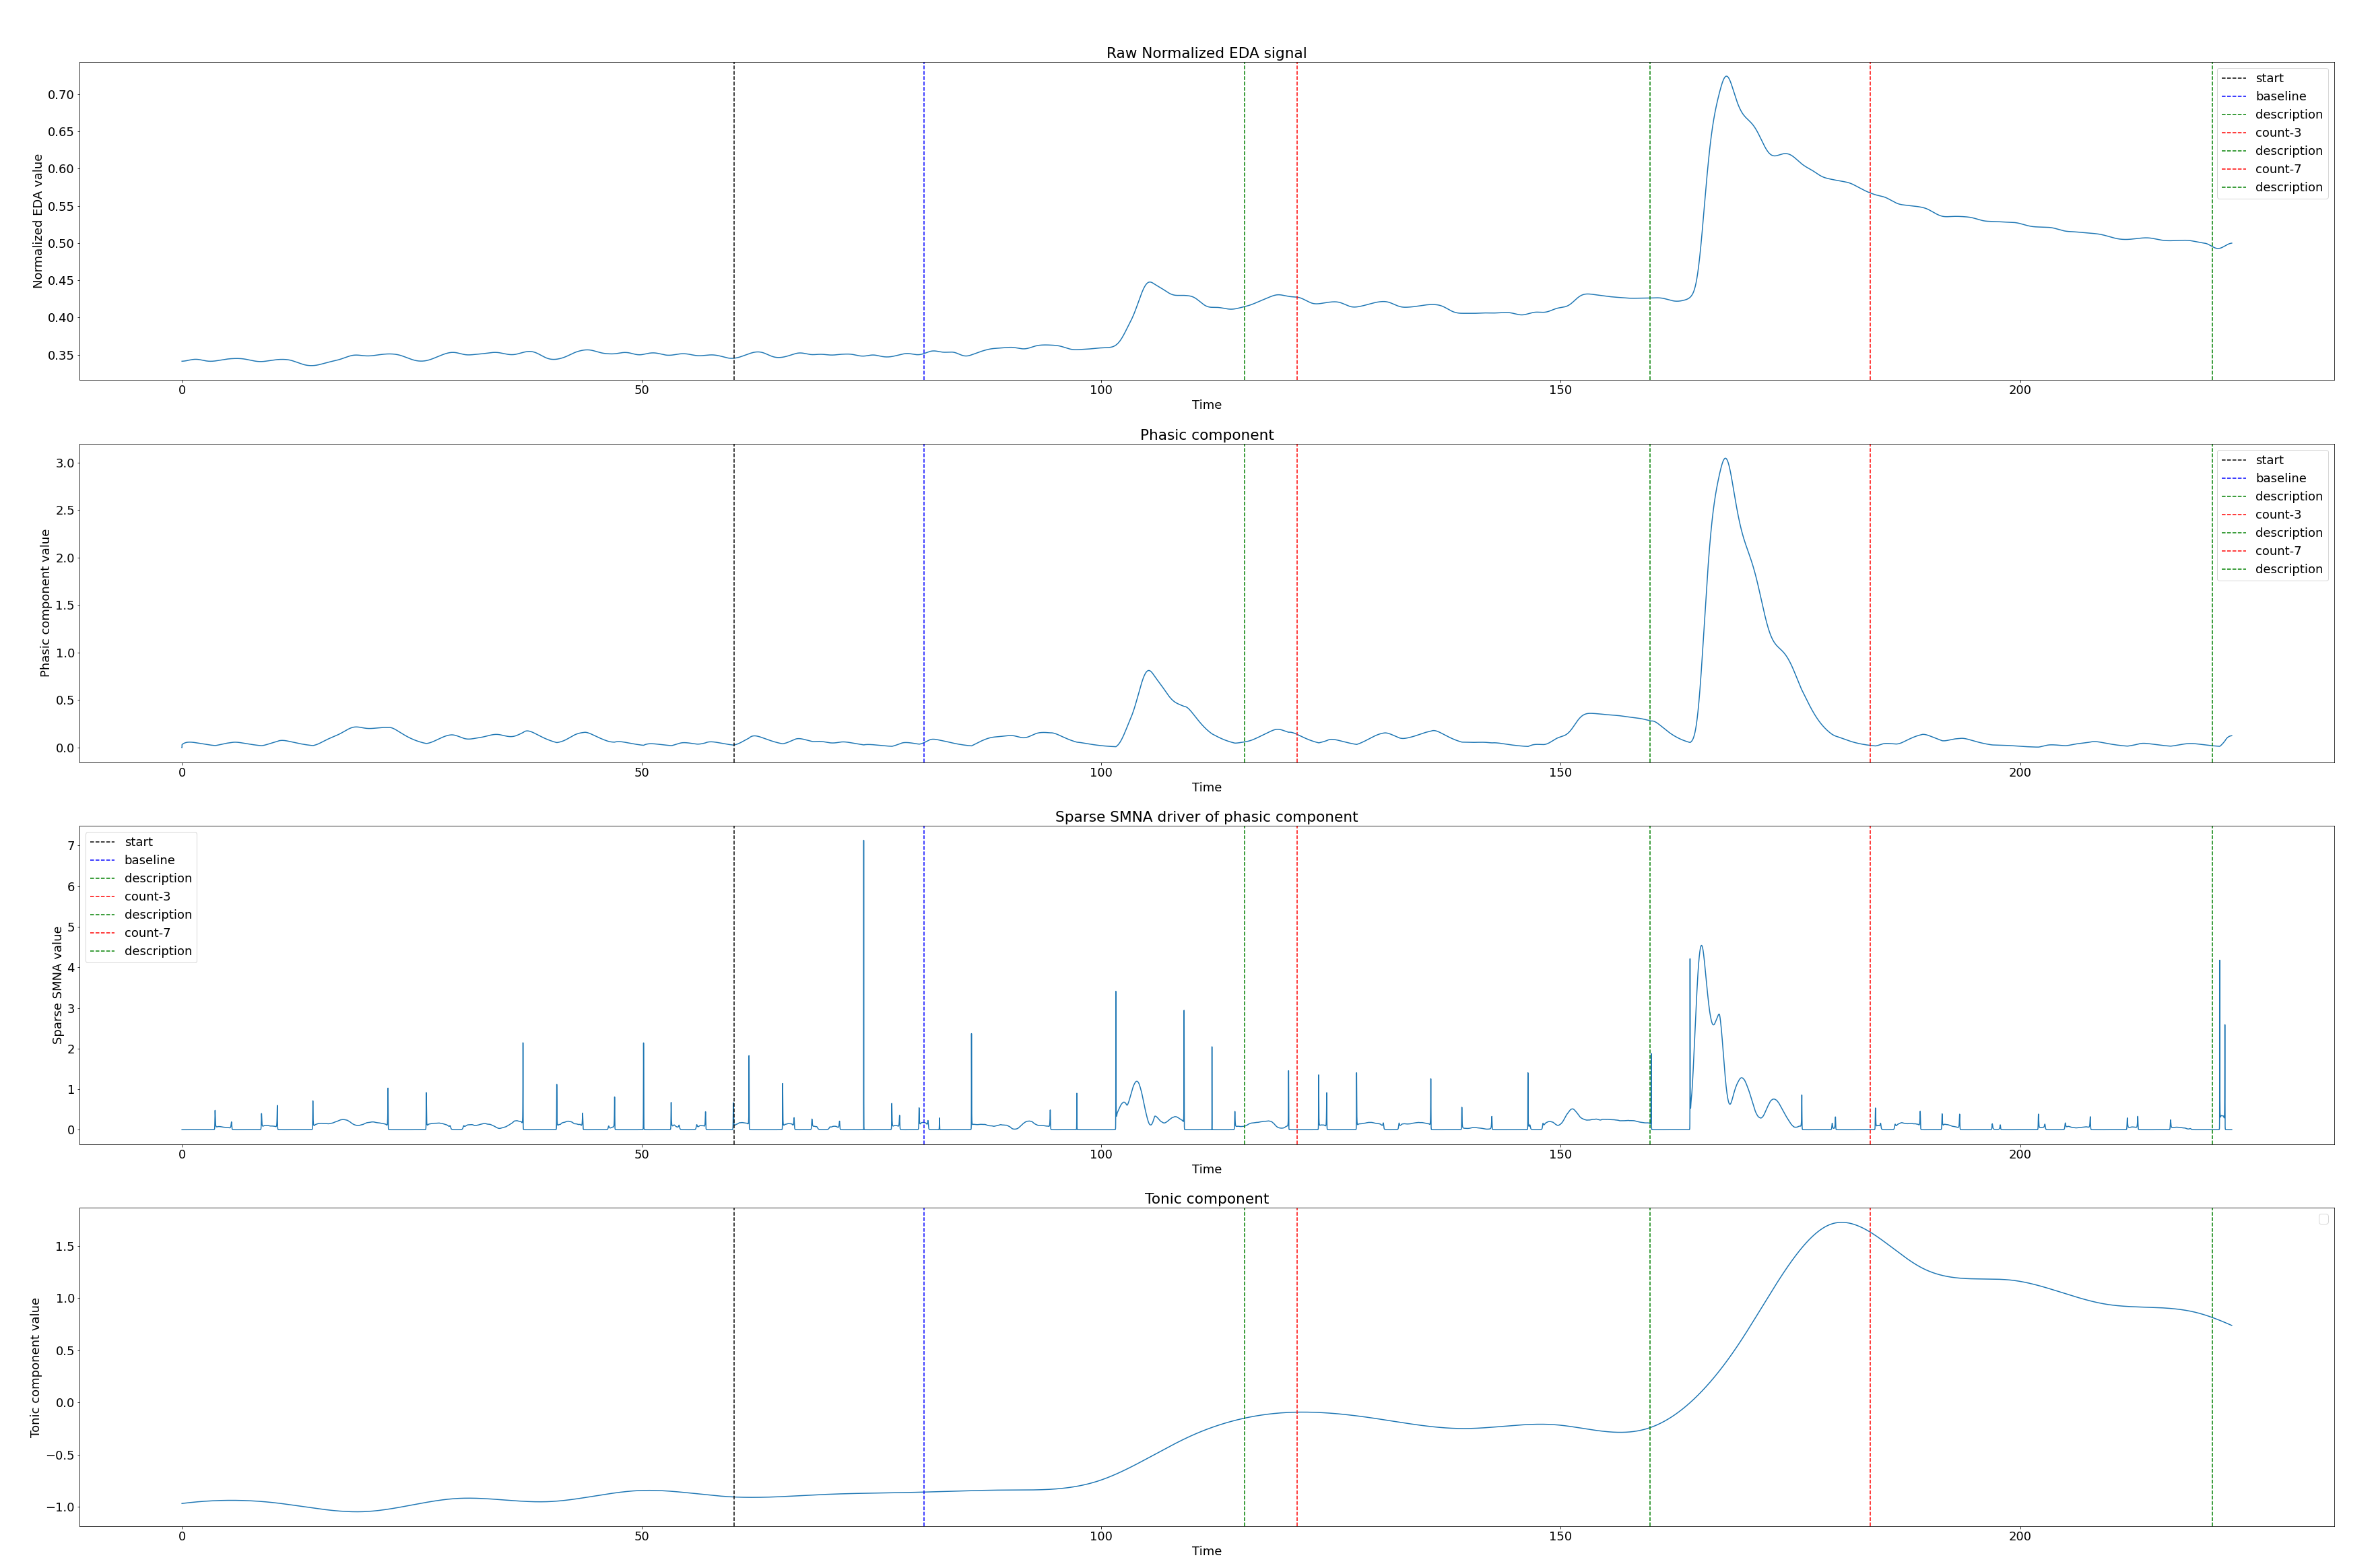 Raw Normalized EDA signal
Normalized EDA value
0.70
0.65
0.60
0.55
0.50
0.45
0.40
0.35
start
baseline
description
count-3
description
count-7
description
0 50 100 150 200
Time
Phasic component
Phasic component value
3.0
2.5
2.0
1.5
1.0
0.5
0.0
start
baseline
description
count-3
description
count-7
description
0 50 100 150 200
Time
Sparse SMNA driver of phasic component
Sparse SMNA value
7
6
5
4
3
2
1
0
start
baseline
description
count-3
description
count-7
description
0 50 100 150 200
Time
Tonic component
Tonic component value
1.5
1.0
0.5
0.0
−0.5
−1.0
0 50 100 150 200
Time